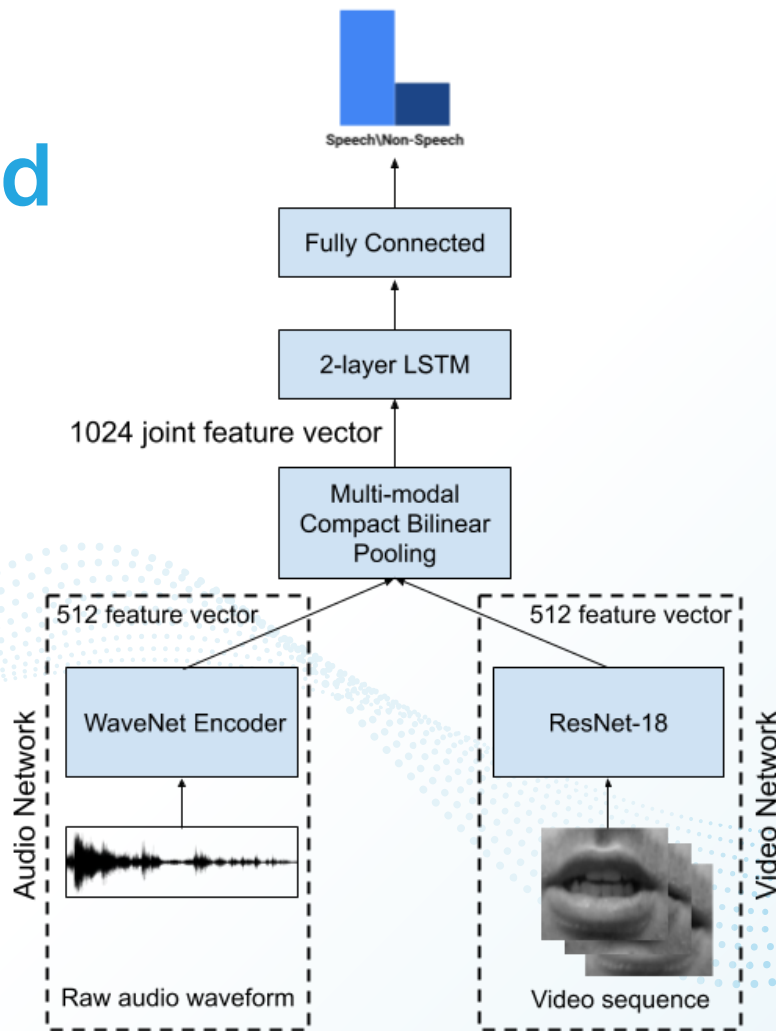 d
Speech\Non-Speech
Fully Connected
2-layer LSTM
1024 joint feature vector
Multi-modal
Compact Bilinear
Pooling
512 feature vector
512 feature vector
Audio Network
WaveNet Encoder
ResNet-18
Video Network
Raw audio waveform
Video sequence